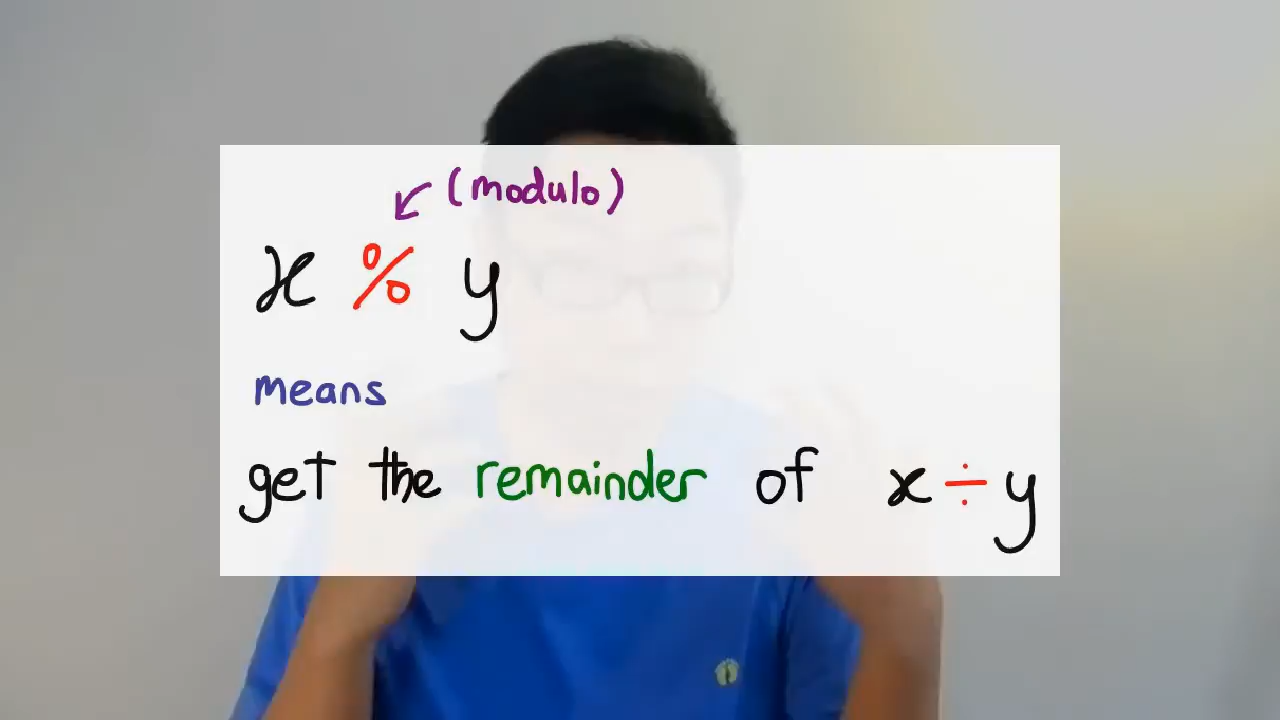 (modulo)
x % y
means
get the remainder of x ÷ y